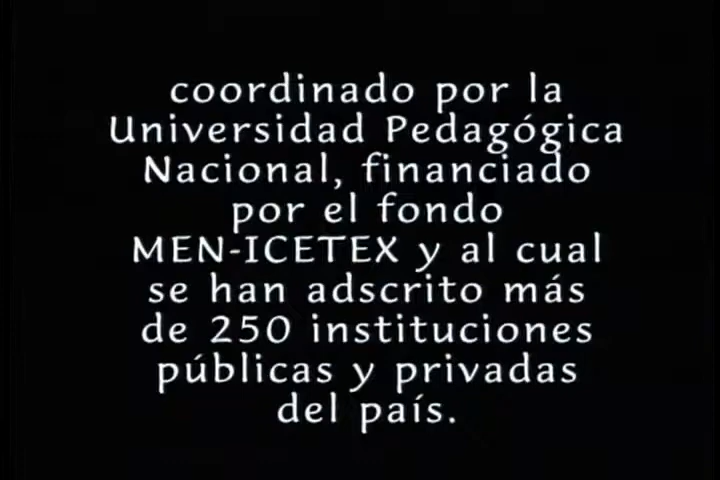 coordinado por la
Universidad Pedagógica
Nacional, financiado
por el fondo
MEN-ICETEX y al cual
se han adscrito más
de 250 instituciones
públicas y privadas
del país.